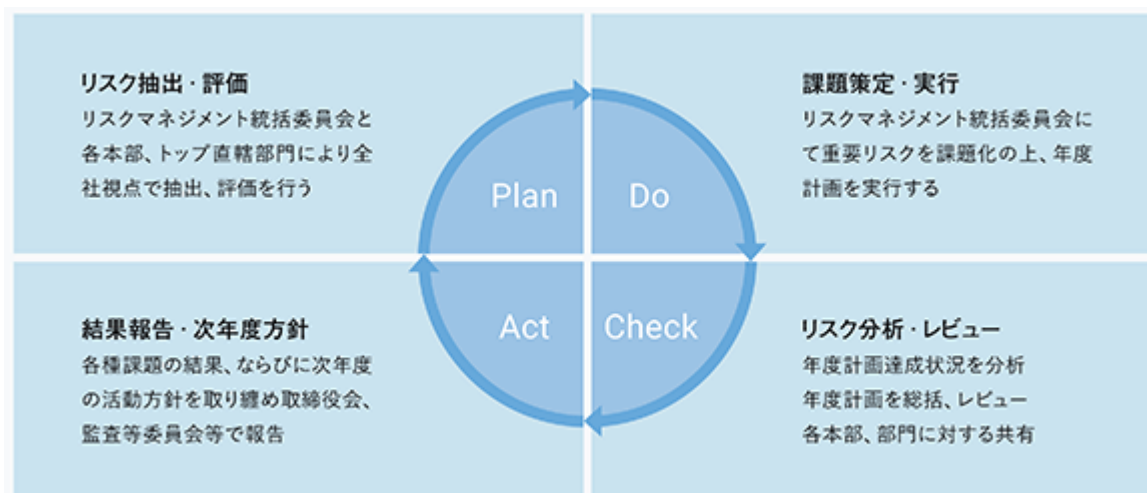 リスク抽出・評価
リスクマネジメント統括委員会と
各本部、トップ直轄部門により全
社視点で抽出、評価を行う
Plan
課題策定・実行
リスクマネジメント統括委員会に
て重要リスクを課題化の上、年度
計画を実行する
Do
結果報告・次年度方針
各種課題の結果、ならびに次年度
の活動方針を取り纏め取締役会、
監査等委員会等で報告
Act
リスク分析・レビュー
年度計画達成状況を分析
年度計画を総括、レビュー
各本部、部門に対する共有
Check